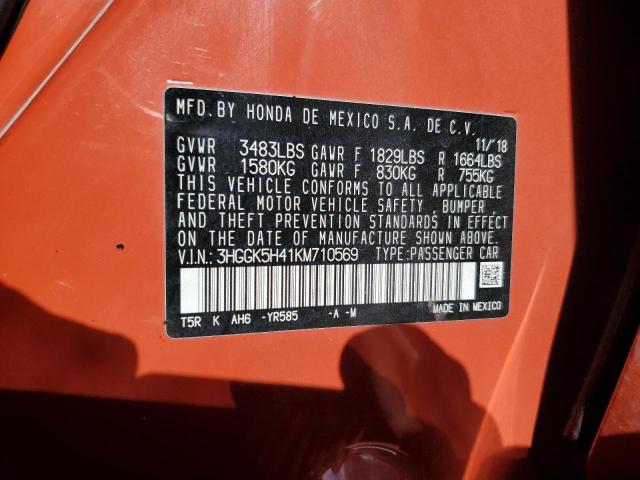 MFD. BY HONDA DE MEXICO S.A. DE C.V.
11/'18
GVWR 3483LBS GAWR F 1829LBS R 1664LBS
GVWR 1580KG GAWR F 830KG R 755KG
THIS VEHICLE CONFORMS TO ALL APPLICABLE
FEDERAL MOTOR VEHICLE SAFETY, BUMPER,
AND THEFT PREVENTION STANDARDS IN EFFECT
ON THE DATE OF MANUFACTURE SHOWN ABOVE.
V.I.N.: 3HGGK5H41KM710569 TYPE: PASSENGER CAR
T5R K AH6 -YR585 -A -M MADE IN MEXICO